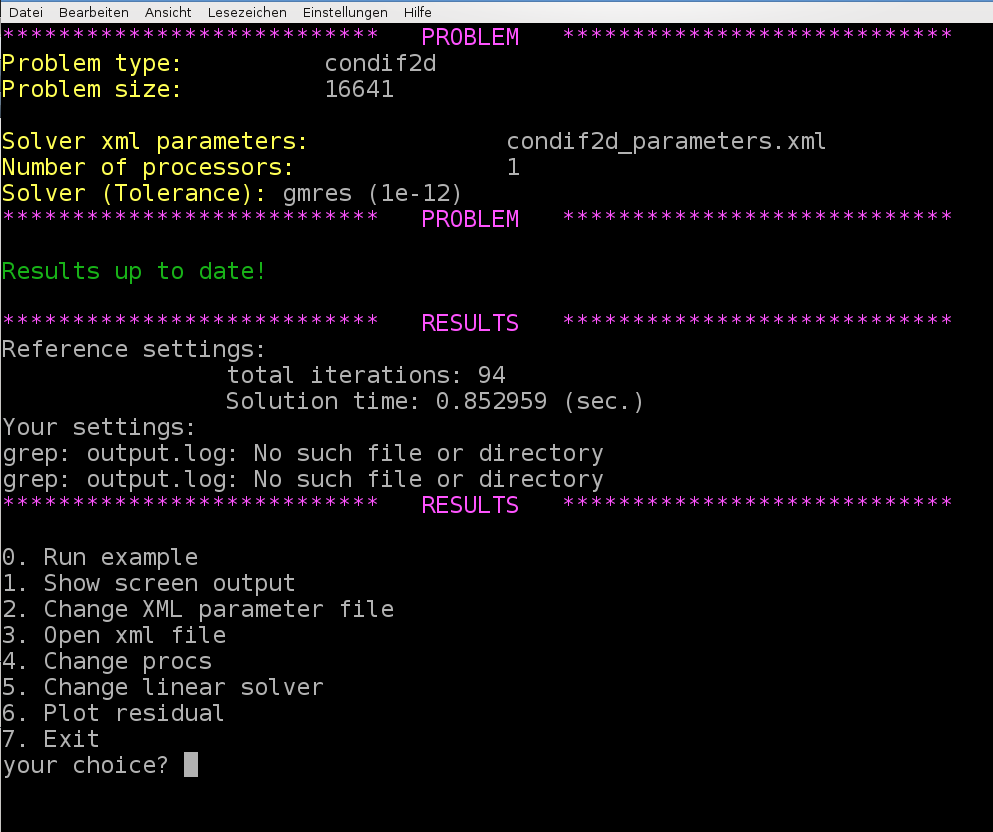 Datei Bearbeiten Ansicht Lesezeichen Einstellungen Hilfe
*************************** PROBLEM ****************************
Problem type: condif2d
Problem size: 16641
Solver xml parameters: condif2d_parameters.xml
Number of processors: 1
Solver (Tolerance): gmres (1e-12)
*************************** PROBLEM ****************************
Results up to date!
*************************** RESULTS ****************************
Reference settings:
total iterations: 94
Solution time: 0.852959 (sec.)
Your settings:
grep: output.log: No such file or directory
grep: output.log: No such file or directory
*************************** RESULTS ****************************
0. Run example
1. Show screen output
2. Change XML parameter file
3. Open xml file
4. Change procs
5. Change linear solver
6. Plot residual
7. Exit
your choice?